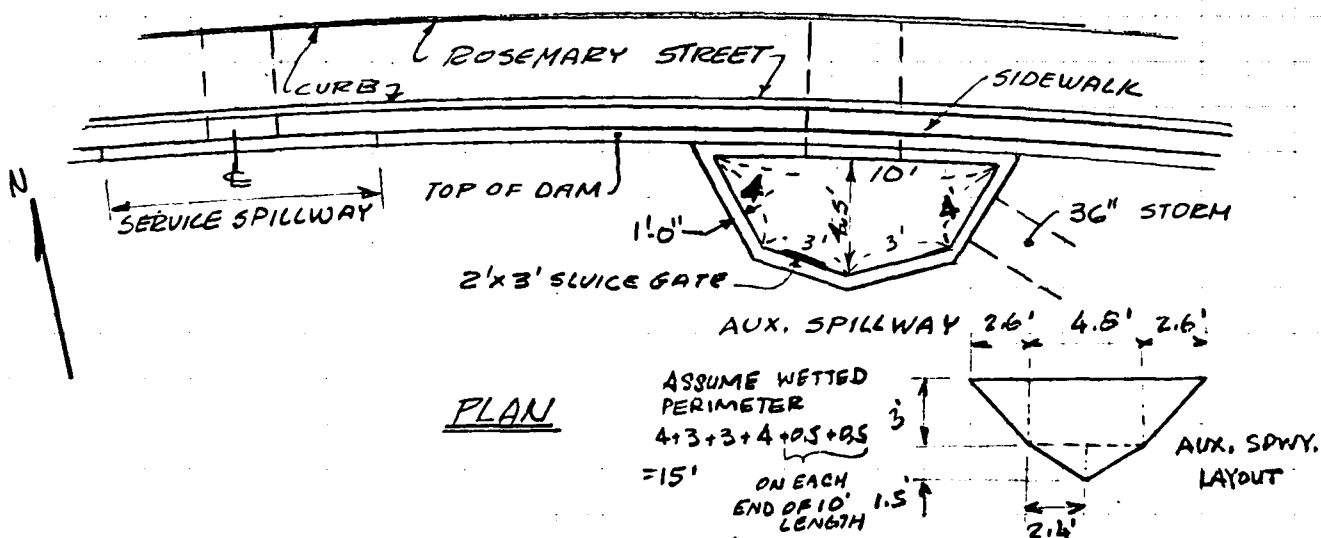 ROSEMARY STREET
CURB
SIDEWALK
N
TOP OF DAM
SERVICE SPILLWAY
℄
10'
4
4.5
4
3'
3'
1'.0"
36" STORM
2'X3' SLUICE GATE
AUX. SPILLWAY
2.6'
4.8'
2.6'
PLAN
ASSUME WETTED
PERIMETER
4+3+3+4+0.5+0.5
=15'
ON EACH
END OF 10'
LENGTH
3'
1.5'
2.4'
AUX. SPWY.
LAYOUT